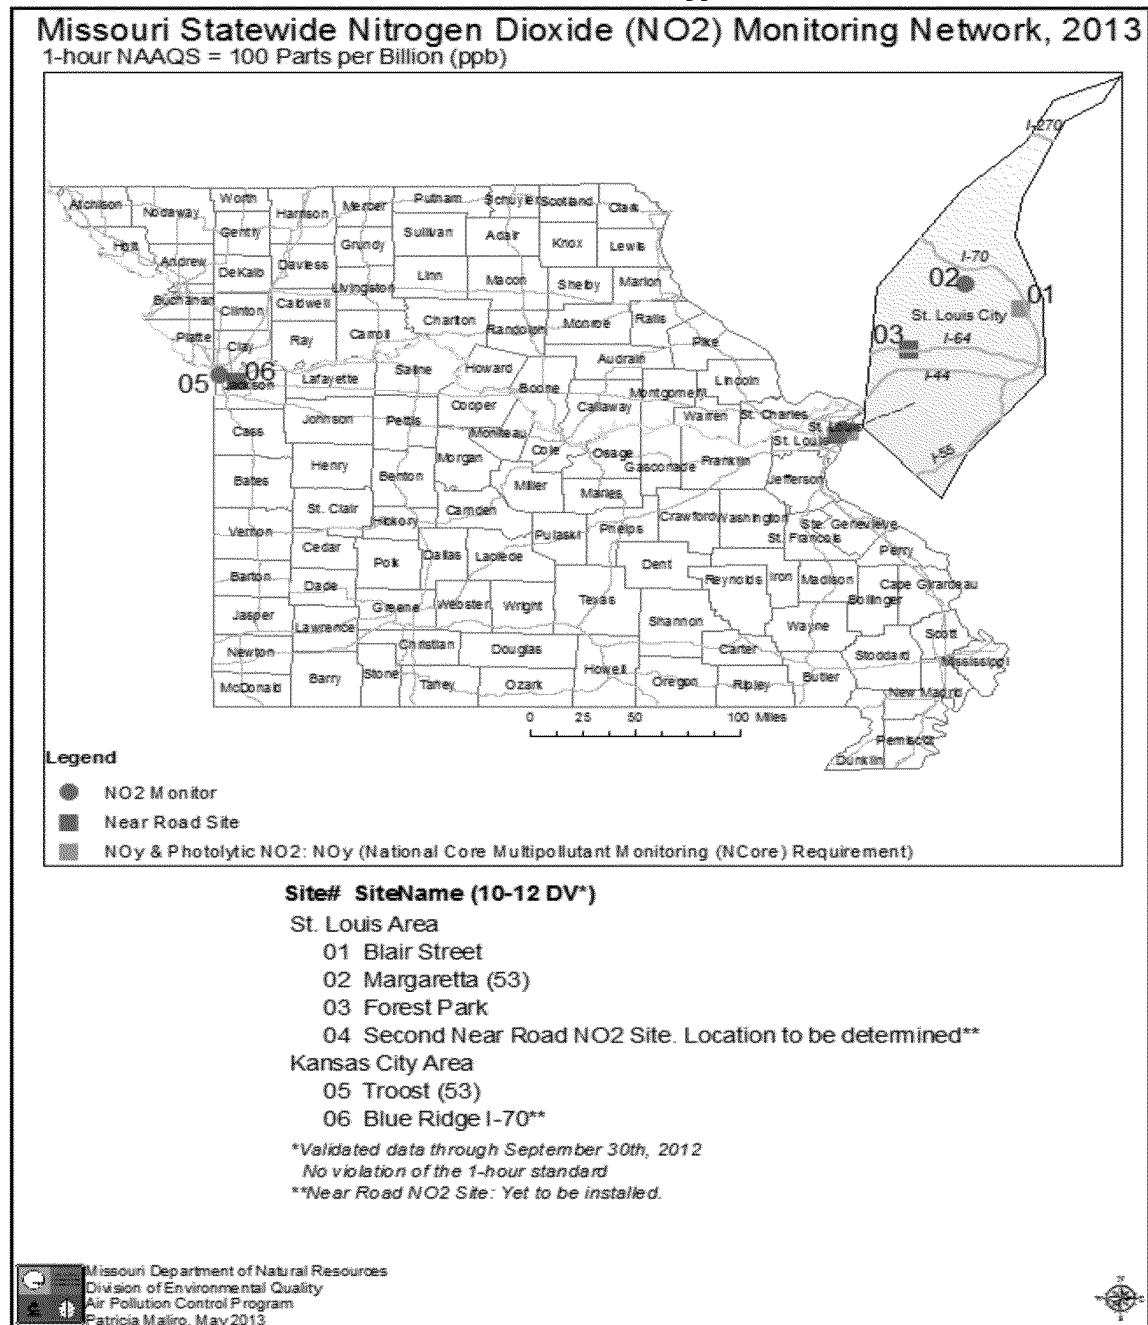 Missouri Statewide Nitrogen Dioxide (NO2) Monitoring Network, 2013
1-hour NAAQS = 100 Parts per Billion (ppb)
I-270
I-70
02
01
St. Louis City
03
I-64
I-44
I-55
Atchison
Nodaway
Worth
Harrison
Mercer
Putnam
Schuyler
Scotland
Clark
Holt
Andrew
Gentry
DeKalb
Daviess
Grundy
Sullivan
Adair
Knox
Lewis
Livingston
Linn
Macon
Shelby
Marion
Buchanan
Clinton
Caldwell
Chariton
Randolph
Monroe
Ralls
Pike
Platte
Clay
Ray
Carroll
Saline
Howard
Boone
Audrain
05
06
Jackson
Lafayette
Cooper
Callaway
Montgomery
Lincoln
Warren
St. Charles
St. Louis
St. Louis
Cass
Johnson
Pettis
Moniteau
Cole
Osage
Gasconade
Franklin
Jefferson
Bates
Henry
Benton
Morgan
Miller
Maries
St. Clair
Hickory
Camden
Pulaski
Phelps
Crawford
Washington
Ste. Genevieve
St. Francois
Perry
Vernon
Cedar
Polk
Dallas
Laclede
Dent
Reynolds
Iron
Madison
Cape Girardeau
Bollinger
Barton
Dade
Greene
Webster
Wright
Texas
Shannon
Wayne
Scott
Jasper
Lawrence
Christian
Douglas
Howell
Carter
Stoddard
Mississippi
Newton
McDonald
Barry
Stone
Taney
Ozark
Oregon
Ripley
Butler
New Madrid
Pemiscot
Dunklin
0 25 50 100 Miles
Legend
NO2 Monitor
Near Road Site
NOy & Photolytic NO2: NOy (National Core Multipollutant Monitoring (NCore) Requirement)
Site# SiteName (10-12 DV*)
St. Louis Area
01 Blair Street
02 Margaretta (53)
03 Forest Park
04 Second Near Road NO2 Site. Location to be determined**
Kansas City Area
05 Troost (53)
06 Blue Ridge I-70**
*Validated data through September 30th, 2012
No violation of the 1-hour standard
**Near Road NO2 Site: Yet to be installed.
Missouri Department of Natural Resources
Division of Environmental Quality
Air Pollution Control Program
Patricia Maliro, May 2013